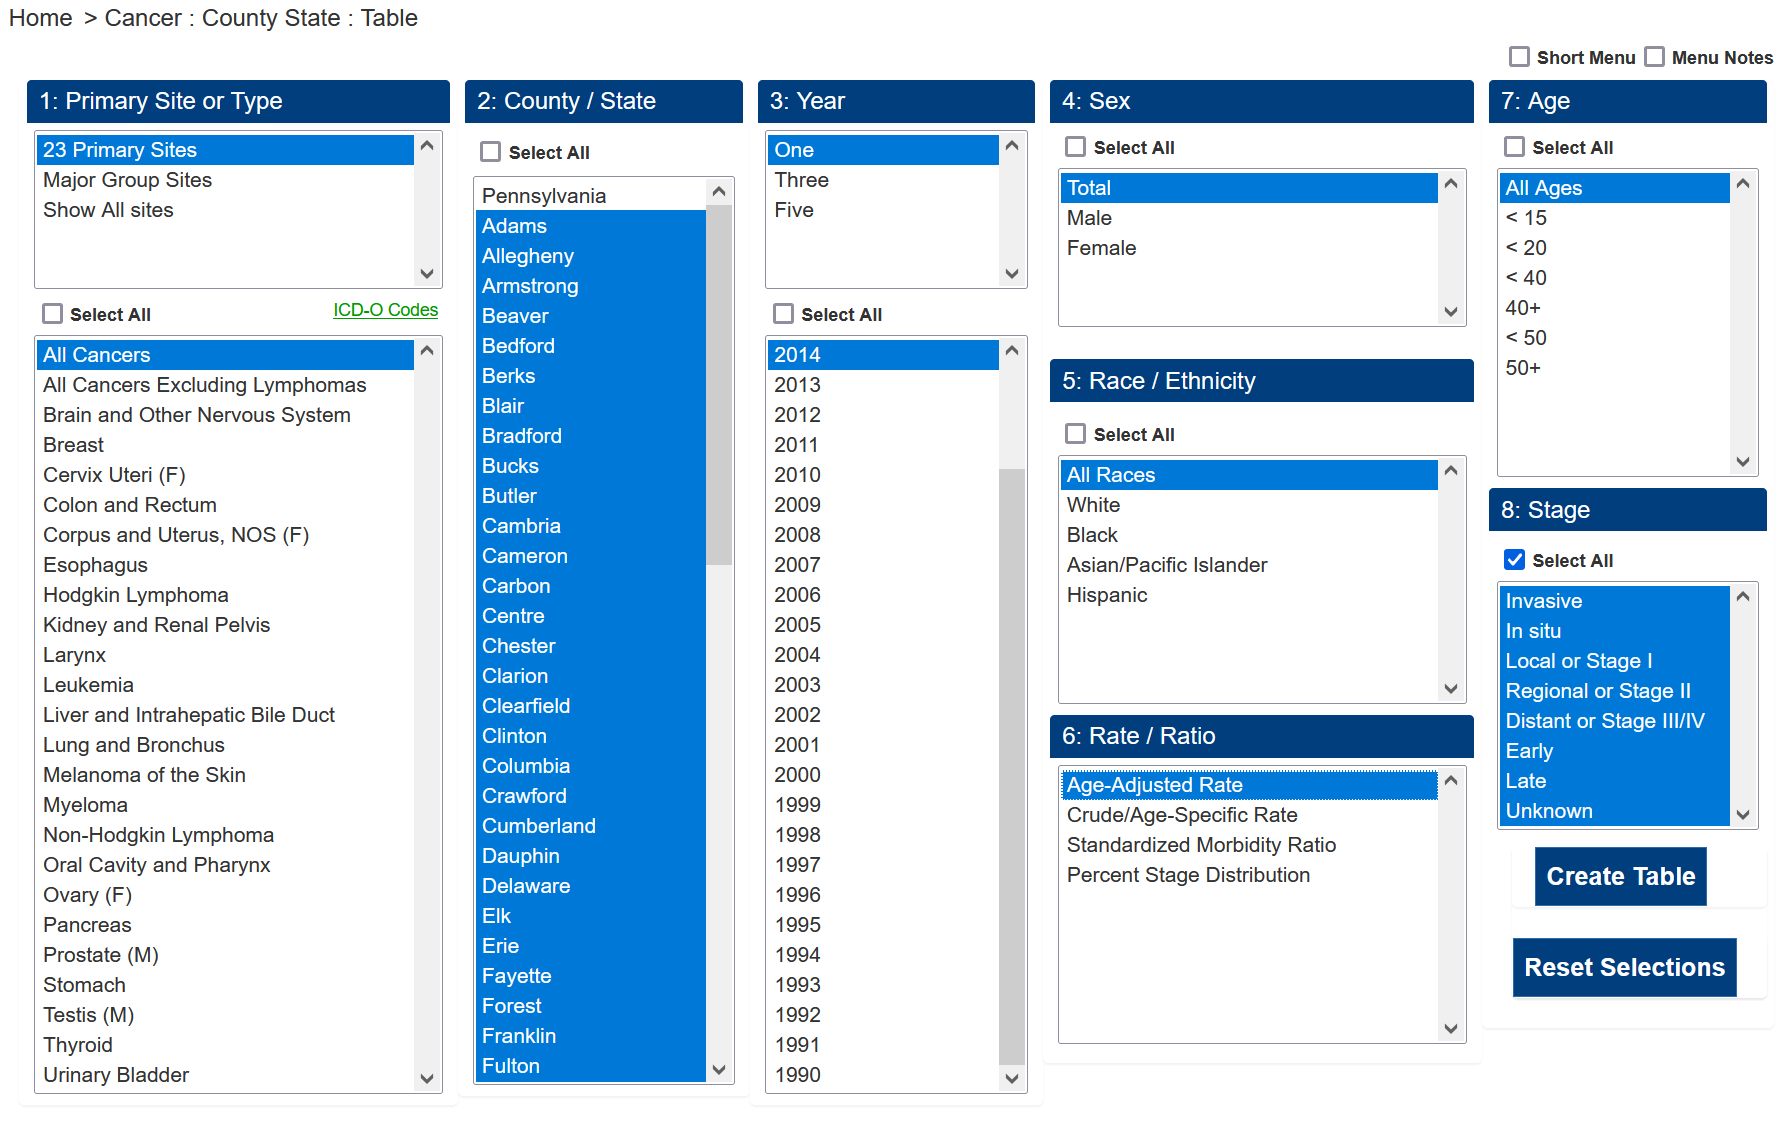 Home > Cancer : County State : Table
Short Menu
Menu Notes
1: Primary Site or Type
23 Primary Sites
Major Group Sites
Show All sites
Select All
ICD-O Codes
All Cancers
All Cancers Excluding Lymphomas
Brain and Other Nervous System
Breast
Cervix Uteri (F)
Colon and Rectum
Corpus and Uterus, NOS (F)
Esophagus
Hodgkin Lymphoma
Kidney and Renal Pelvis
Larynx
Leukemia
Liver and Intrahepatic Bile Duct
Lung and Bronchus
Melanoma of the Skin
Myeloma
Non-Hodgkin Lymphoma
Oral Cavity and Pharynx
Ovary (F)
Pancreas
Prostate (M)
Stomach
Testis (M)
Thyroid
Urinary Bladder
2: County / State
Select All
Pennsylvania
Adams
Allegheny
Armstrong
Beaver
Bedford
Berks
Blair
Bradford
Bucks
Butler
Cambria
Cameron
Carbon
Centre
Chester
Clarion
Clearfield
Clinton
Columbia
Crawford
Cumberland
Dauphin
Delaware
Elk
Erie
Fayette
Forest
Franklin
Fulton
3: Year
One
Three
Five
Select All
2014
2013
2012
2011
2010
2009
2008
2007
2006
2005
2004
2003
2002
2001
2000
1999
1998
1997
1996
1995
1994
1993
1992
1991
1990
4: Sex
Select All
Total
Male
Female
5: Race / Ethnicity
Select All
All Races
White
Black
Asian/Pacific Islander
Hispanic
6: Rate / Ratio
Age-Adjusted Rate
Crude/Age-Specific Rate
Standardized Morbidity Ratio
Percent Stage Distribution
7: Age
Select All
All Ages
< 15
< 20
< 40
40+
< 50
50+
8: Stage
Select All
Invasive
In situ
Local or Stage I
Regional or Stage II
Distant or Stage III/IV
Early
Late
Unknown
Create Table
Reset Selections